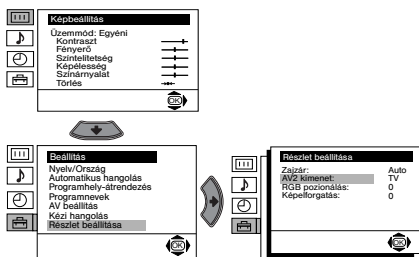 Képbeállítás
Üzemmód: Egyéni
Kontraszt
Fényerő
Színtelítetség
Képélesség
Színárnyalat
Törlés
OK
Beállítás
Nyelv/Ország
Automatikus hangolás
Programhely-átrendezés
Programnevek
AV beállítás
Kézi hangolás
Részlet beállítása
OK
Részlet beállítása
Zajzár: Auto
AV2 kimenet: TV
RGB pozionálás: 0
Képelforgatás: 0
OK